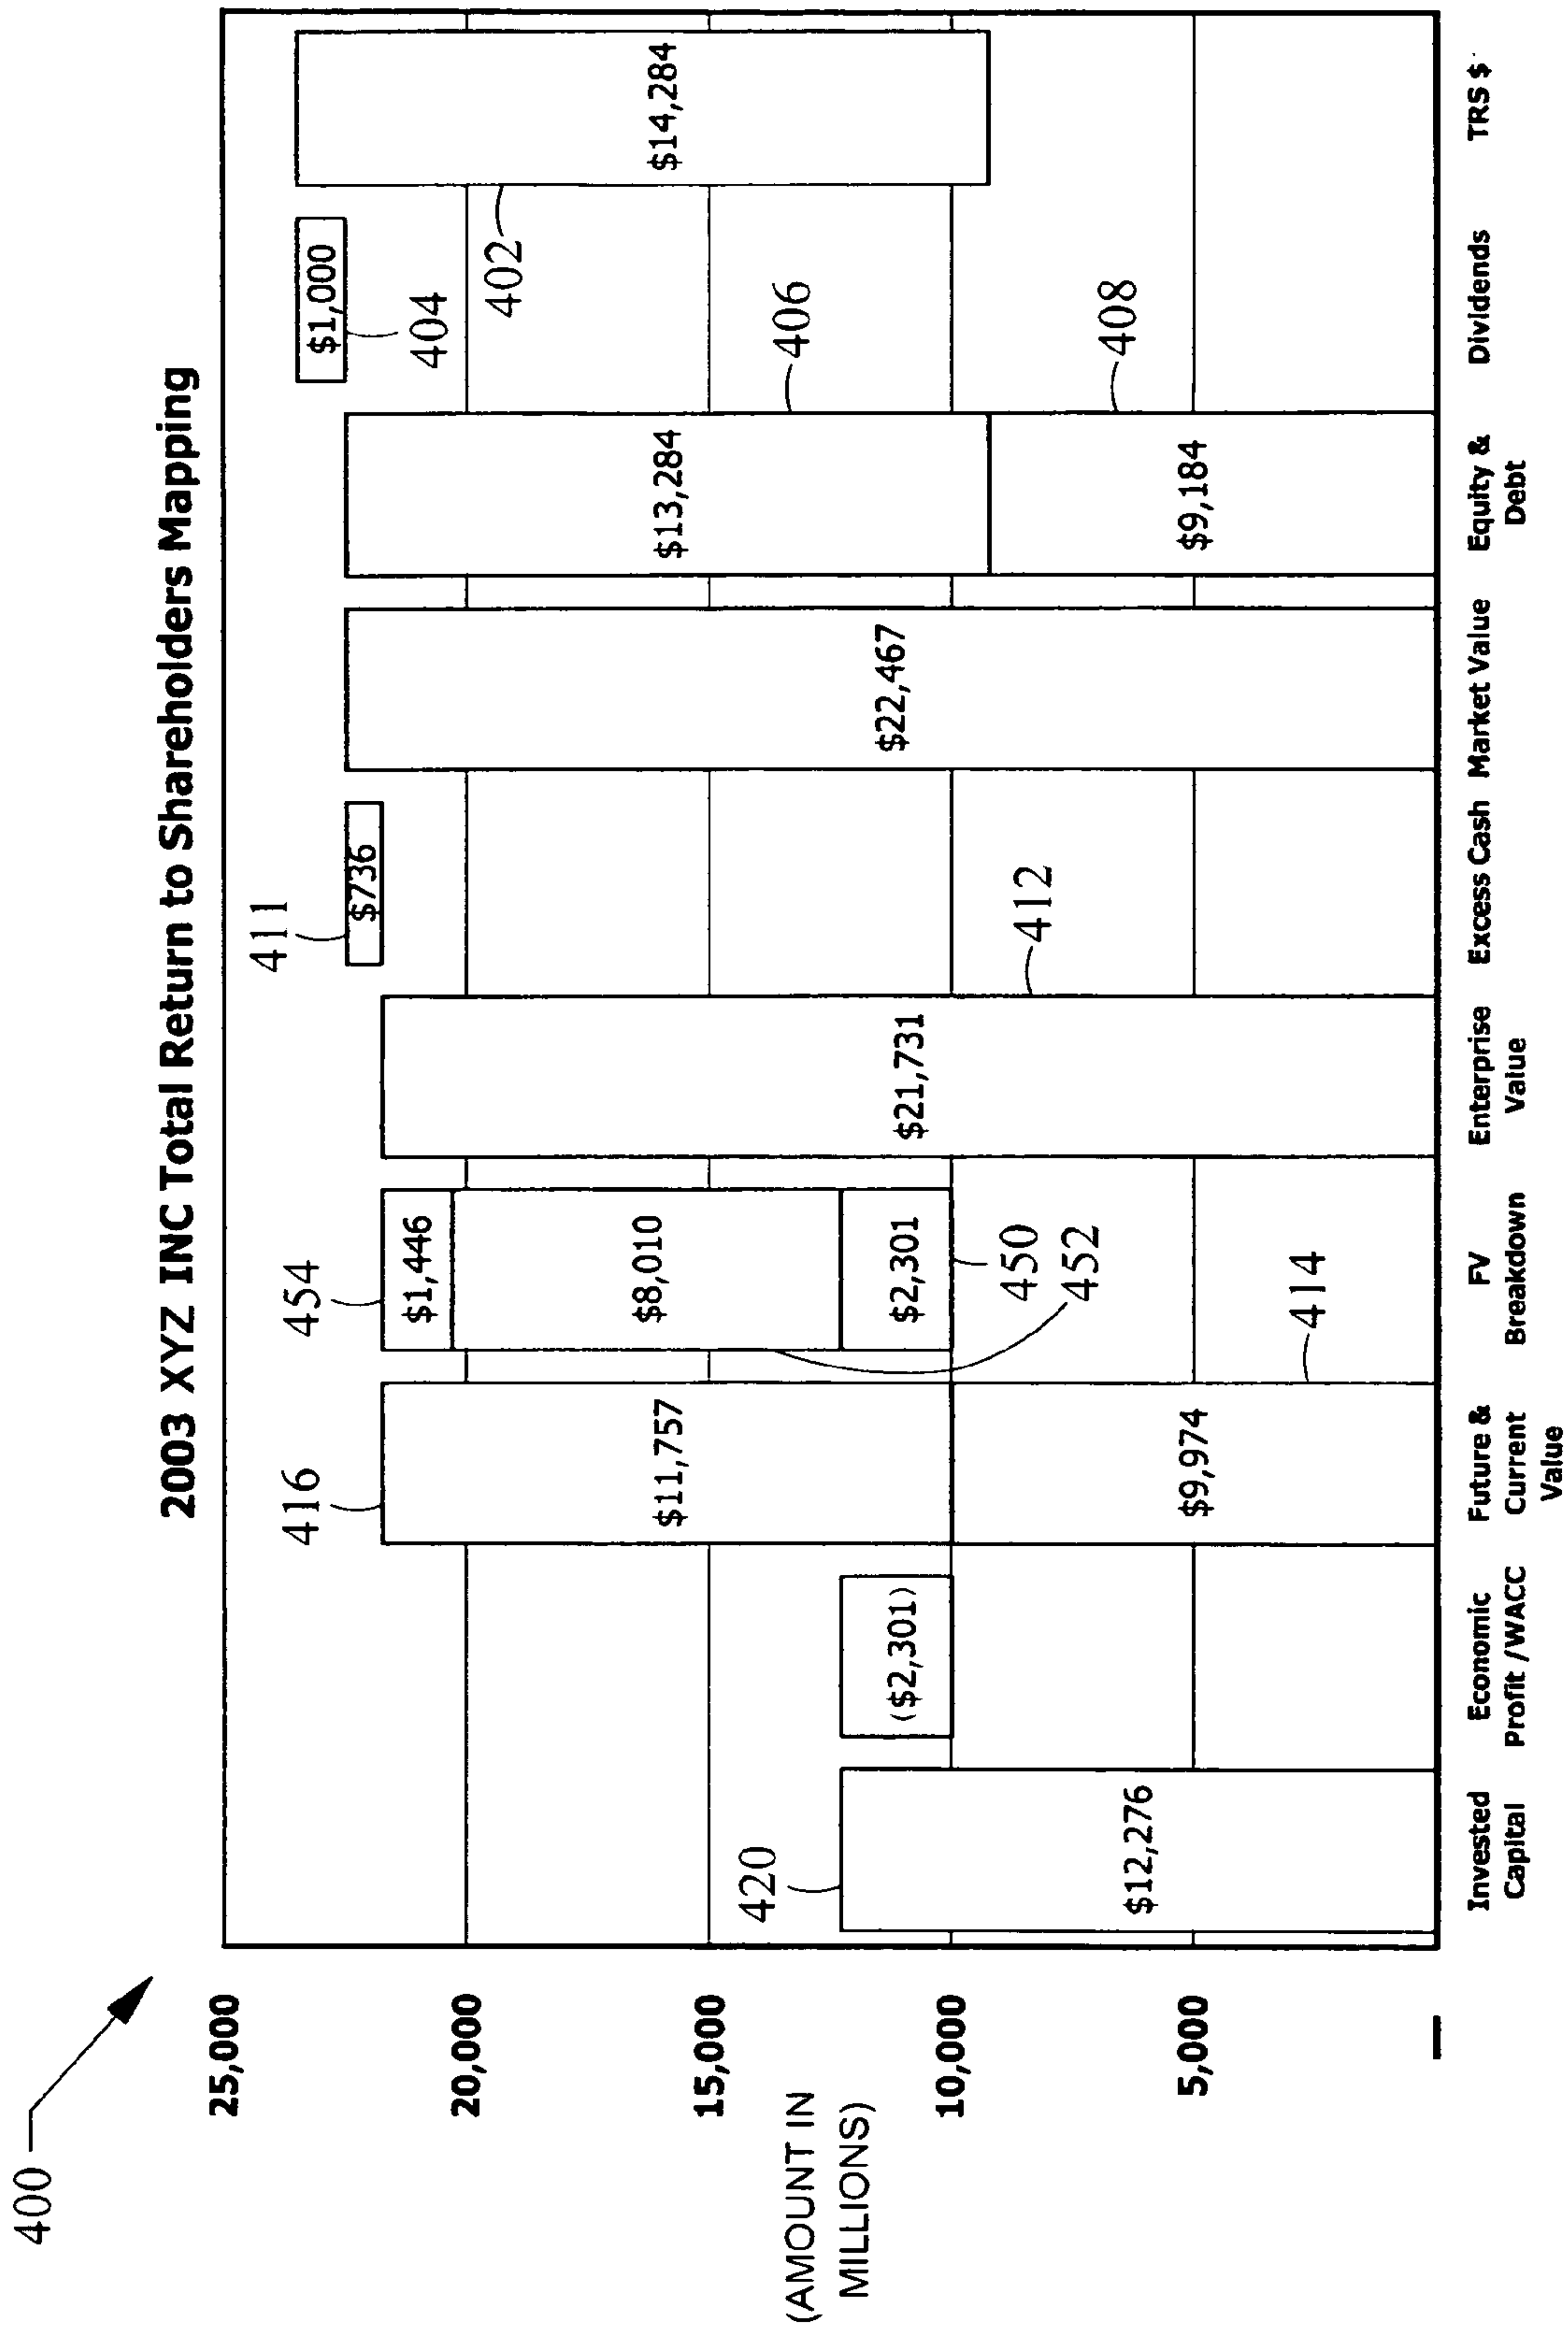 400
2003 XYZ INC Total Return to Shareholders Mapping
(AMOUNT IN
MILLIONS)
25,000
20,000
15,000
10,000
5,000
—
420
$12,276
($2,301)
416
$11,757
$9,974
414
454
$1,446
$8,010
$2,301
450
452
$21,731
412
411
$736
$22,467
$13,284
406
$9,184
408
$1,000
404
402
$14,284
Invested
Capital
Economic
Profit /WACC
Future &
Current
Value
FV
Breakdown
Enterprise
Value
Excess Cash
Market Value
Equity &
Debt
Dividends
TRS $